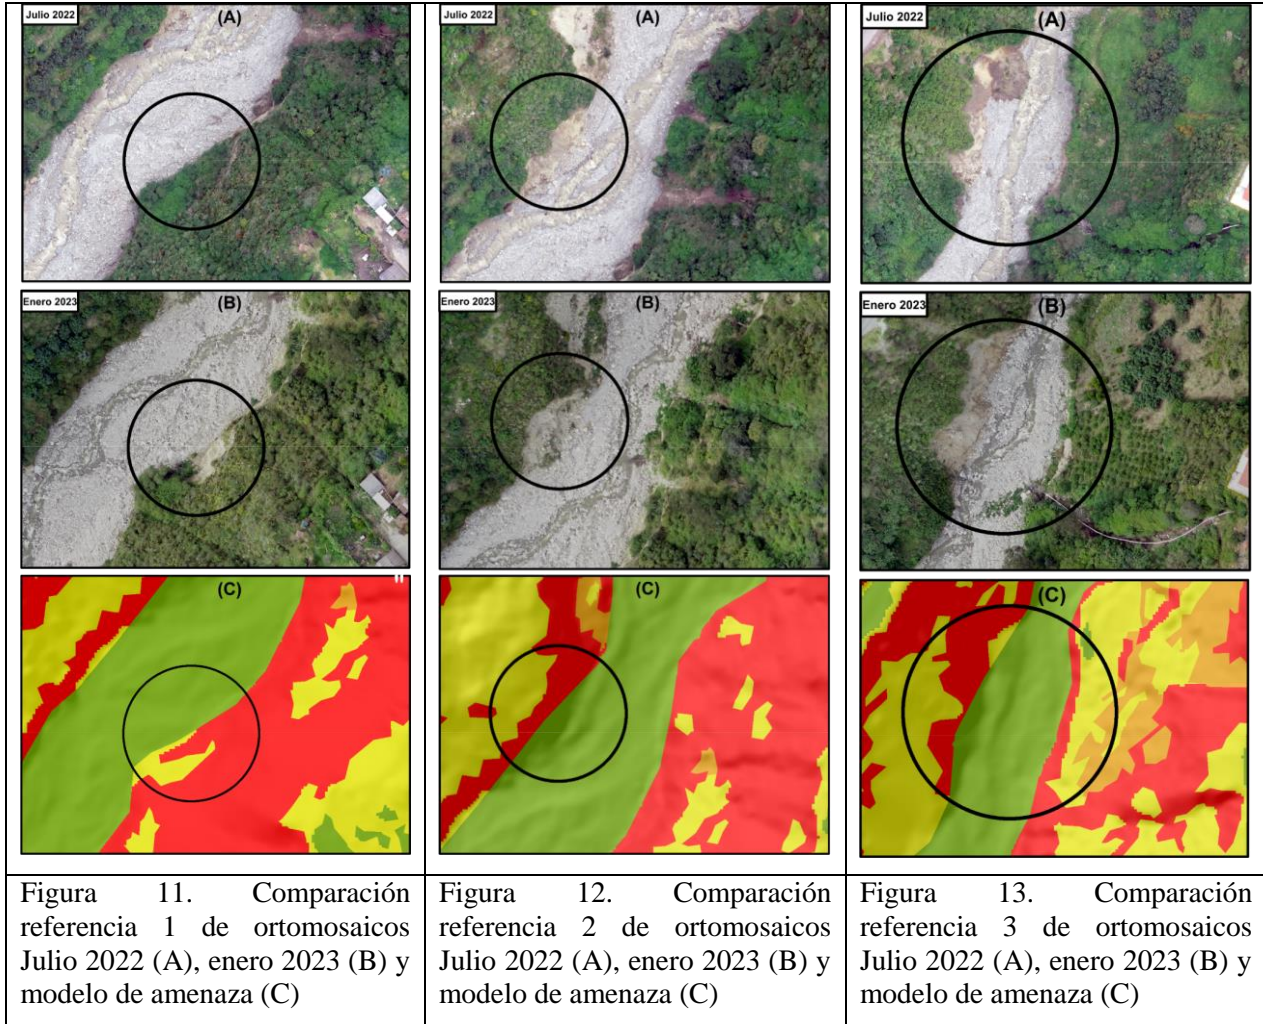 Julio 2022
(A)
Enero 2023
(B)
(C)
Figura 11. Comparación
referencia 1 de ortomosaicos
Julio 2022 (A), enero 2023 (B) y
modelo de amenaza (C)
Julio 2022
(A)
Enero 2023
(B)
(C)
Figura 12. Comparación
referencia 2 de ortomosaicos
Julio 2022 (A), enero 2023 (B) y
modelo de amenaza (C)
Julio 2022
(A)
Enero 2023
(B)
(C)
Figura 13. Comparación
referencia 3 de ortomosaicos
Julio 2022 (A), enero 2023 (B) y
modelo de amenaza (C)